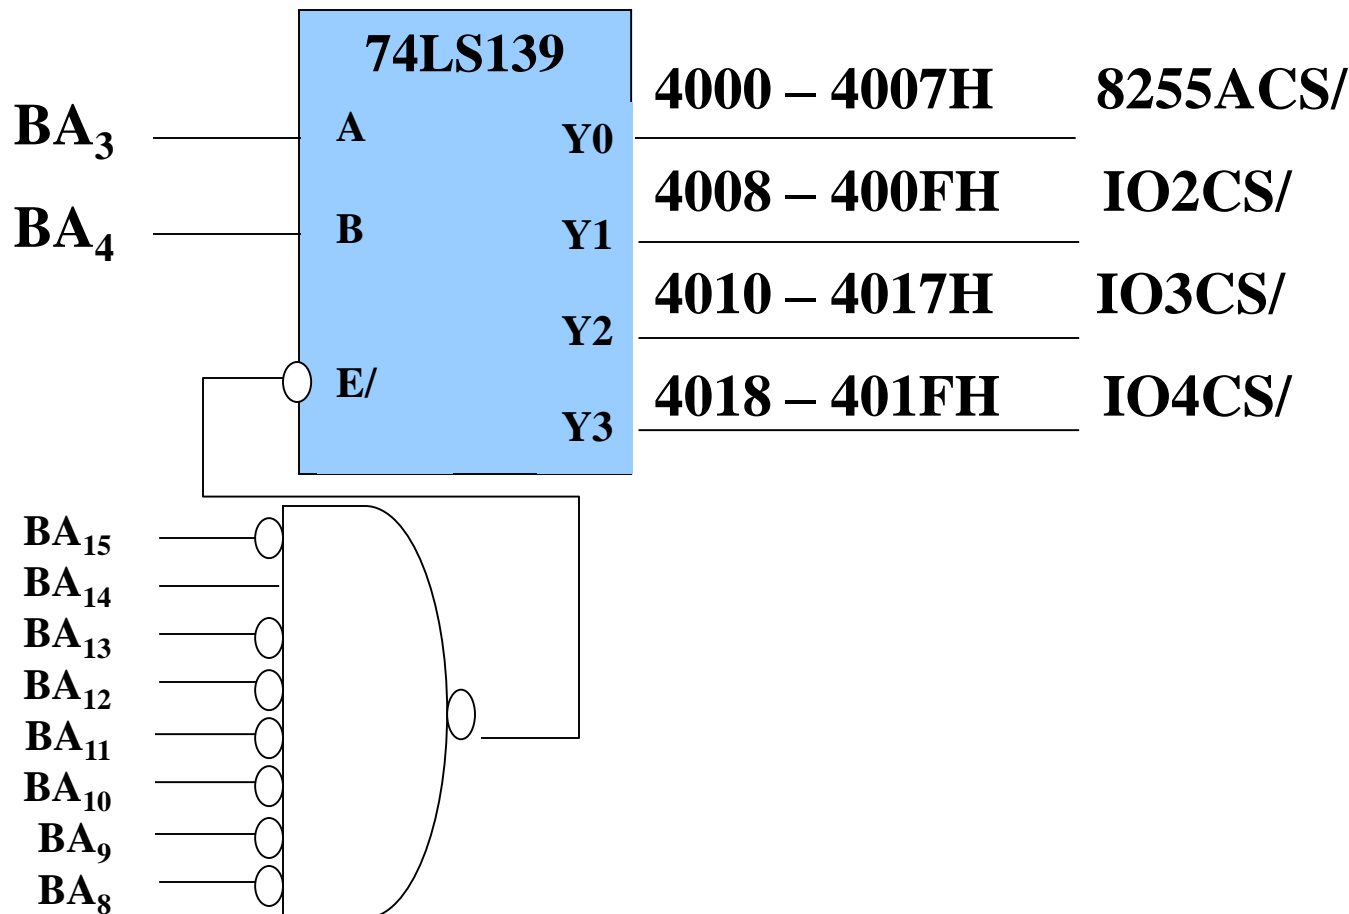 74LS139
4000 – 4007H 8255ACS/
BA₃ A Y0
4008 – 400FH IO2CS/
BA₄ B Y1
4010 – 4017H IO3CS/
Y2
E/ 4018 – 401FH IO4CS/
Y3
BA₁₅
BA₁₄
BA₁₃
BA₁₂
BA₁₁
BA₁₀
BA₉
BA₈